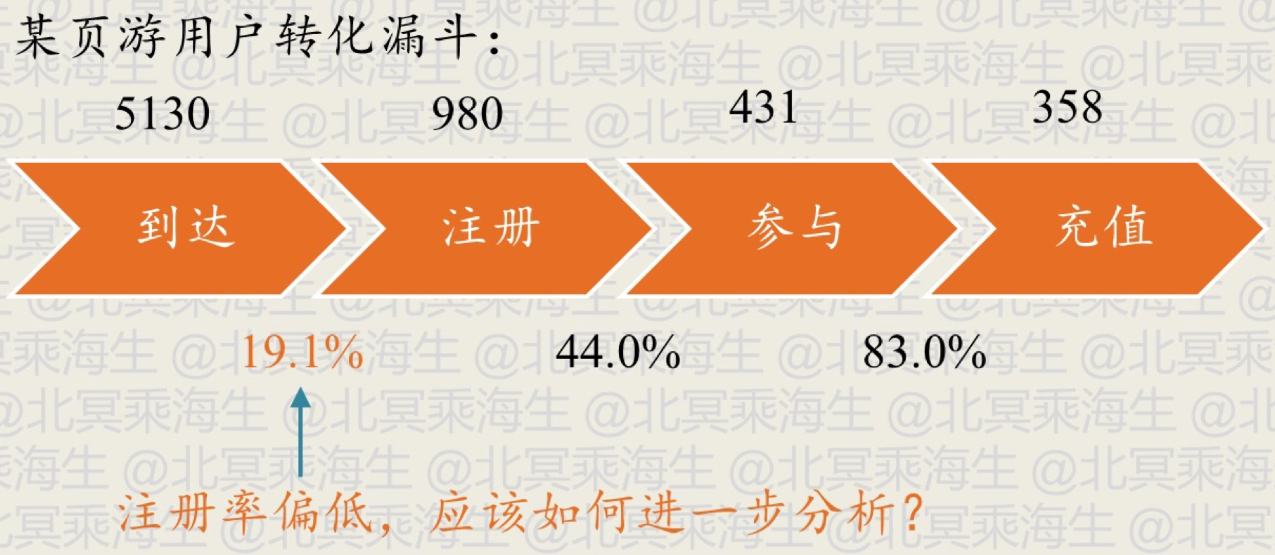 某页游用户转化漏斗：
5130 980 431 358
到达 注册 参与 充值
19.1% 44.0% 83.0%
注册率偏低，应该如何进一步分析？
@北冥乘海生